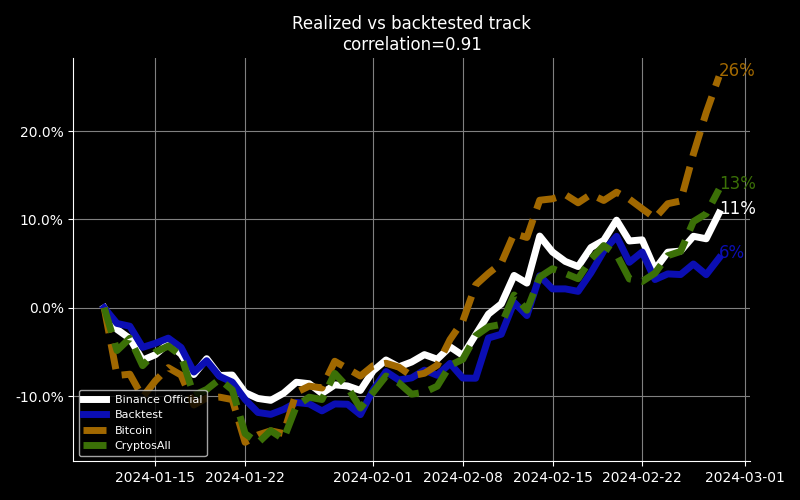 Realized vs backtested track
correlation=0.91
26%
20.0%
13%
11%
10.0%
6%
0.0%
-10.0%
Binance Official
Backtest
Bitcoin
CryptosAll
2024-01-15 2024-01-22 2024-02-01 2024-02-08 2024-02-15 2024-02-22 2024-03-01